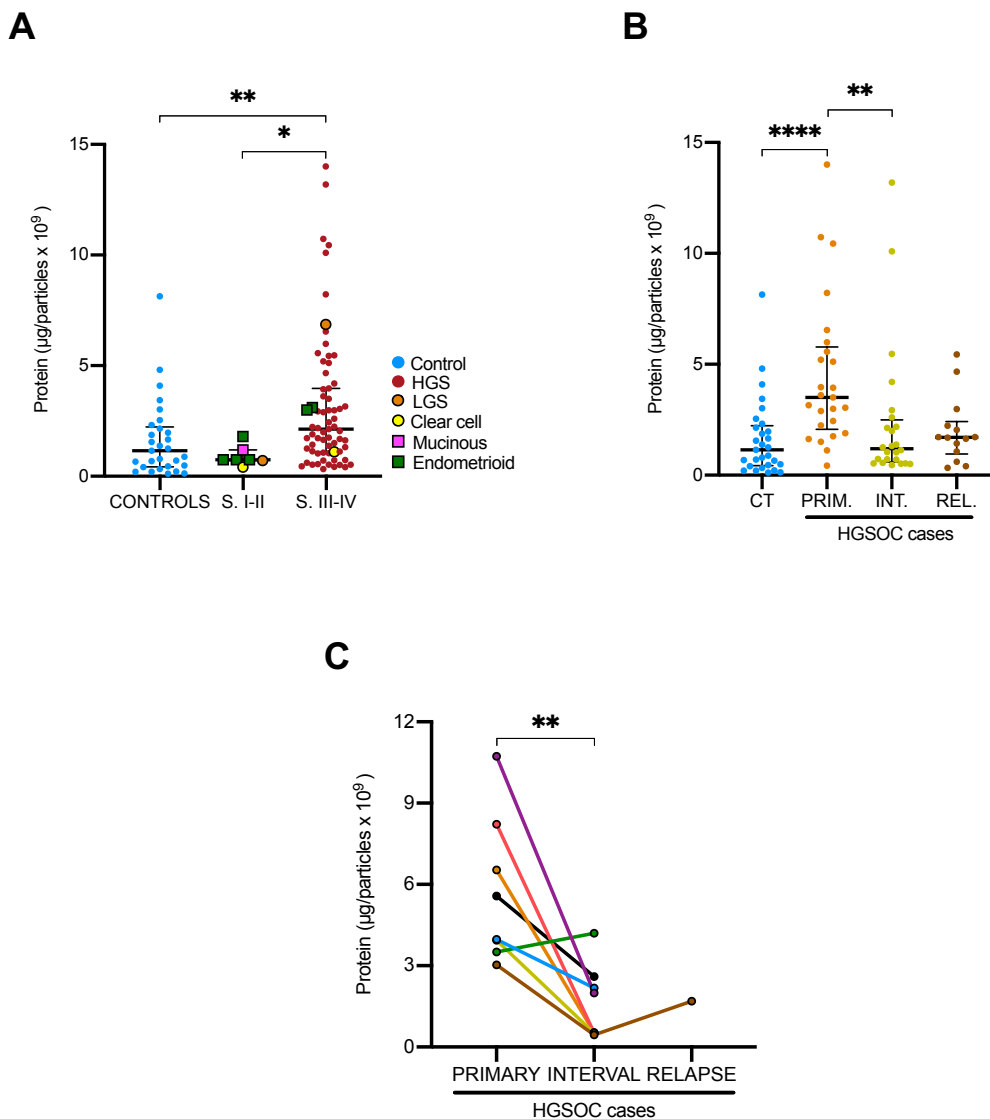 A
**
*
15
10
5
0
Protein (µg/particles x 10⁹ )
CONTROLS S. I-II S. III-IV
Control
HGS
LGS
Clear cell
Mucinous
Endometrioid
B
**
****
15
10
5
0
Protein (µg/particles x 10⁹ )
CT PRIM. INT. REL.
HGSOC cases
C
**
12
9
6
3
0
Protein (µg/particles x 10⁹ )
PRIMARY INTERVAL RELAPSE
HGSOC cases